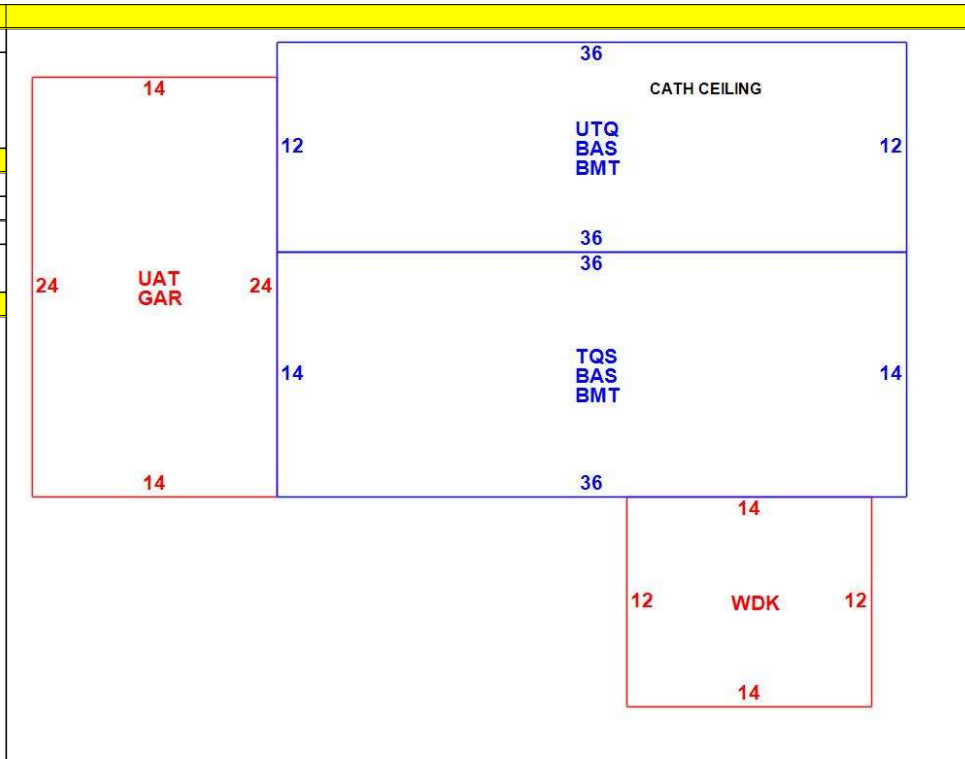 36
14
CATH CEILING
12
UTQ
BAS
BMT
12
36
36
24
UAT
GAR
24
14
TQS
BAS
BMT
14
14
36
14
12
WDK
12
14